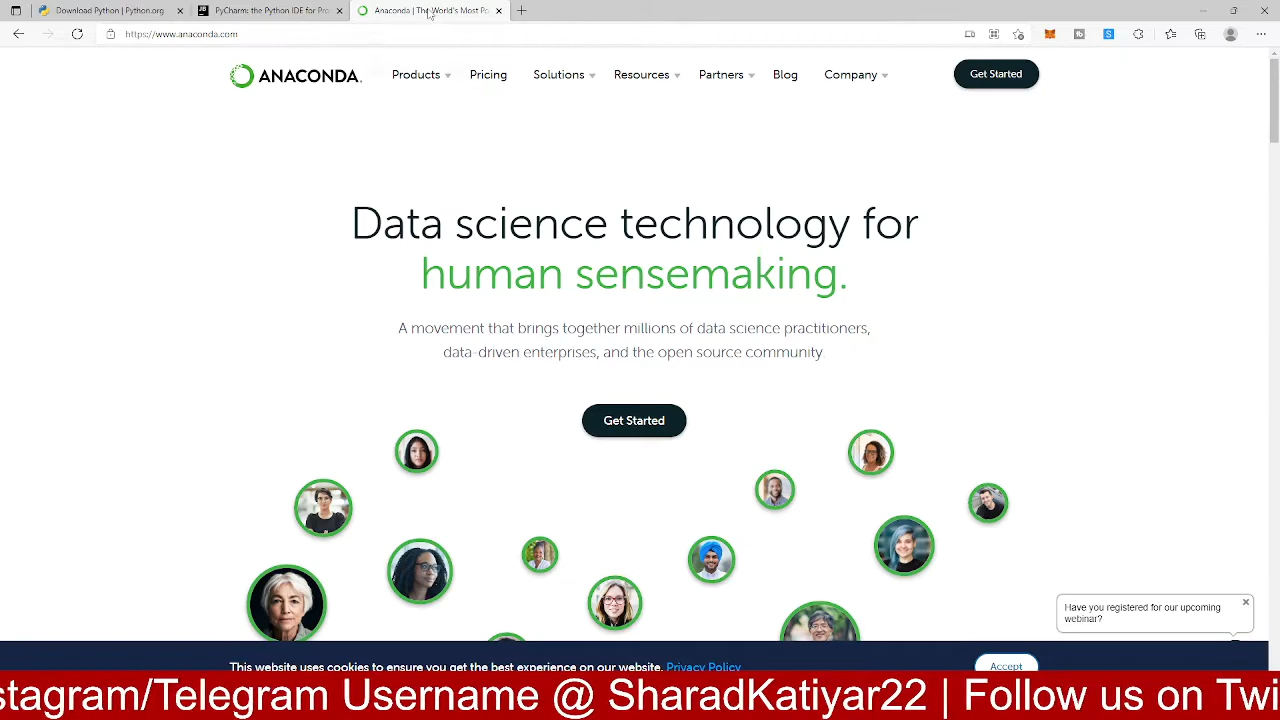 Download Python | Python.org
PyCharm: the Python IDE for Pro
Anaconda | The World's Most Po
https://www.anaconda.com
ANACONDA.
Products
Pricing
Solutions
Resources
Partners
Blog
Company
Get Started
Data science technology for
human sensemaking.
A movement that brings together millions of data science practitioners,
data-driven enterprises, and the open source community.
Get Started
Have you registered for our upcoming
webinar?
This website uses cookies to ensure you get the best experience on our website. Privacy Policy
Accept
stagram/Telegram Username @ SharadKatiyar22 | Follow us on Twi